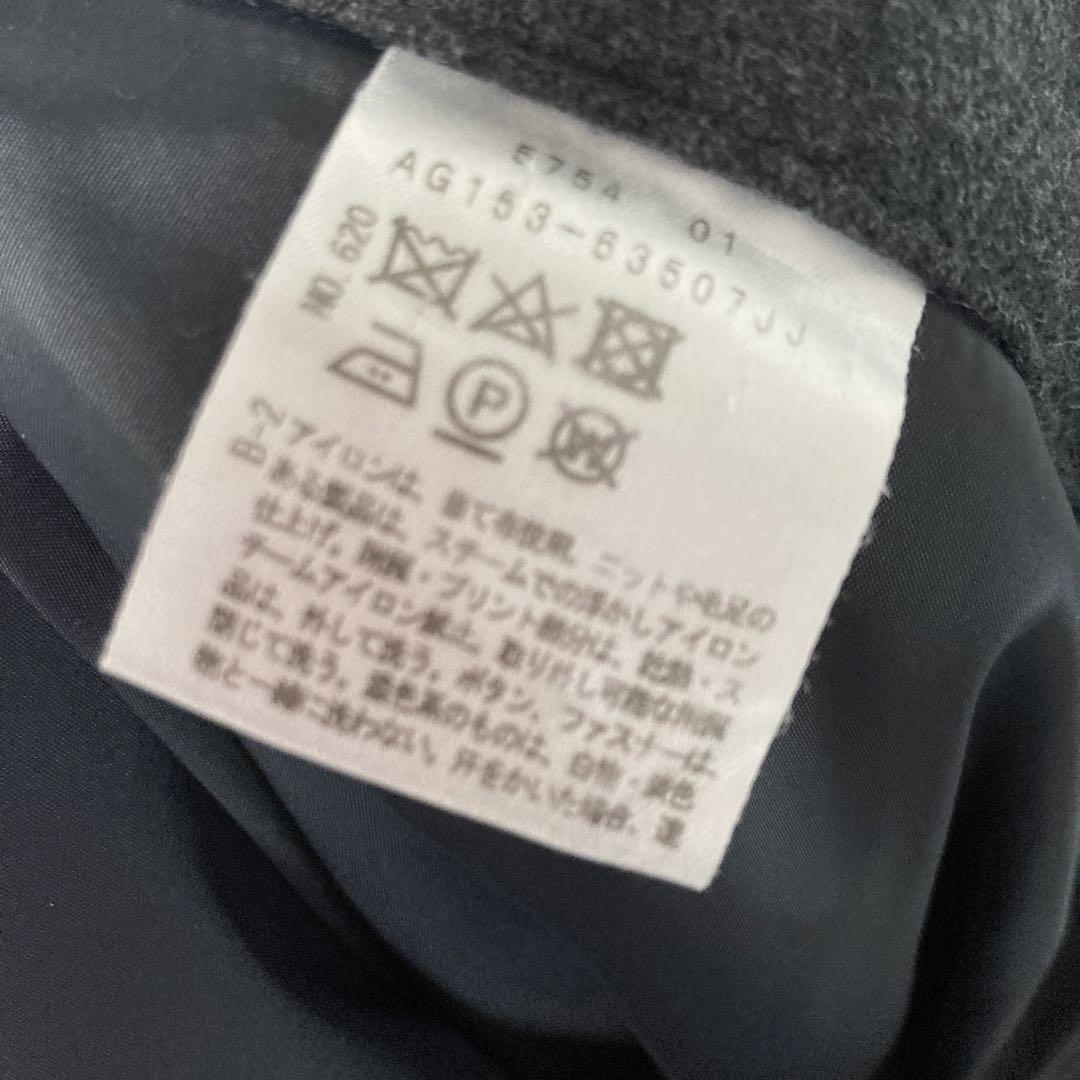 5754 01
AG153-63507JJ
NO.620
P
W
B-2 アイロンは、当て布使用。ニットや毛足の
ある製品は、スチームでの浮かしアイロン
仕上げ。附属・プリント部分は、乾熱・ス
チームアイロン禁止。取り外し可能な附属
品は、外して洗う。ボタン、ファスナーは、
閉じて洗う。濃色系のものは、白物・淡色
物と一緒に洗わない。汗をかいた場合、速